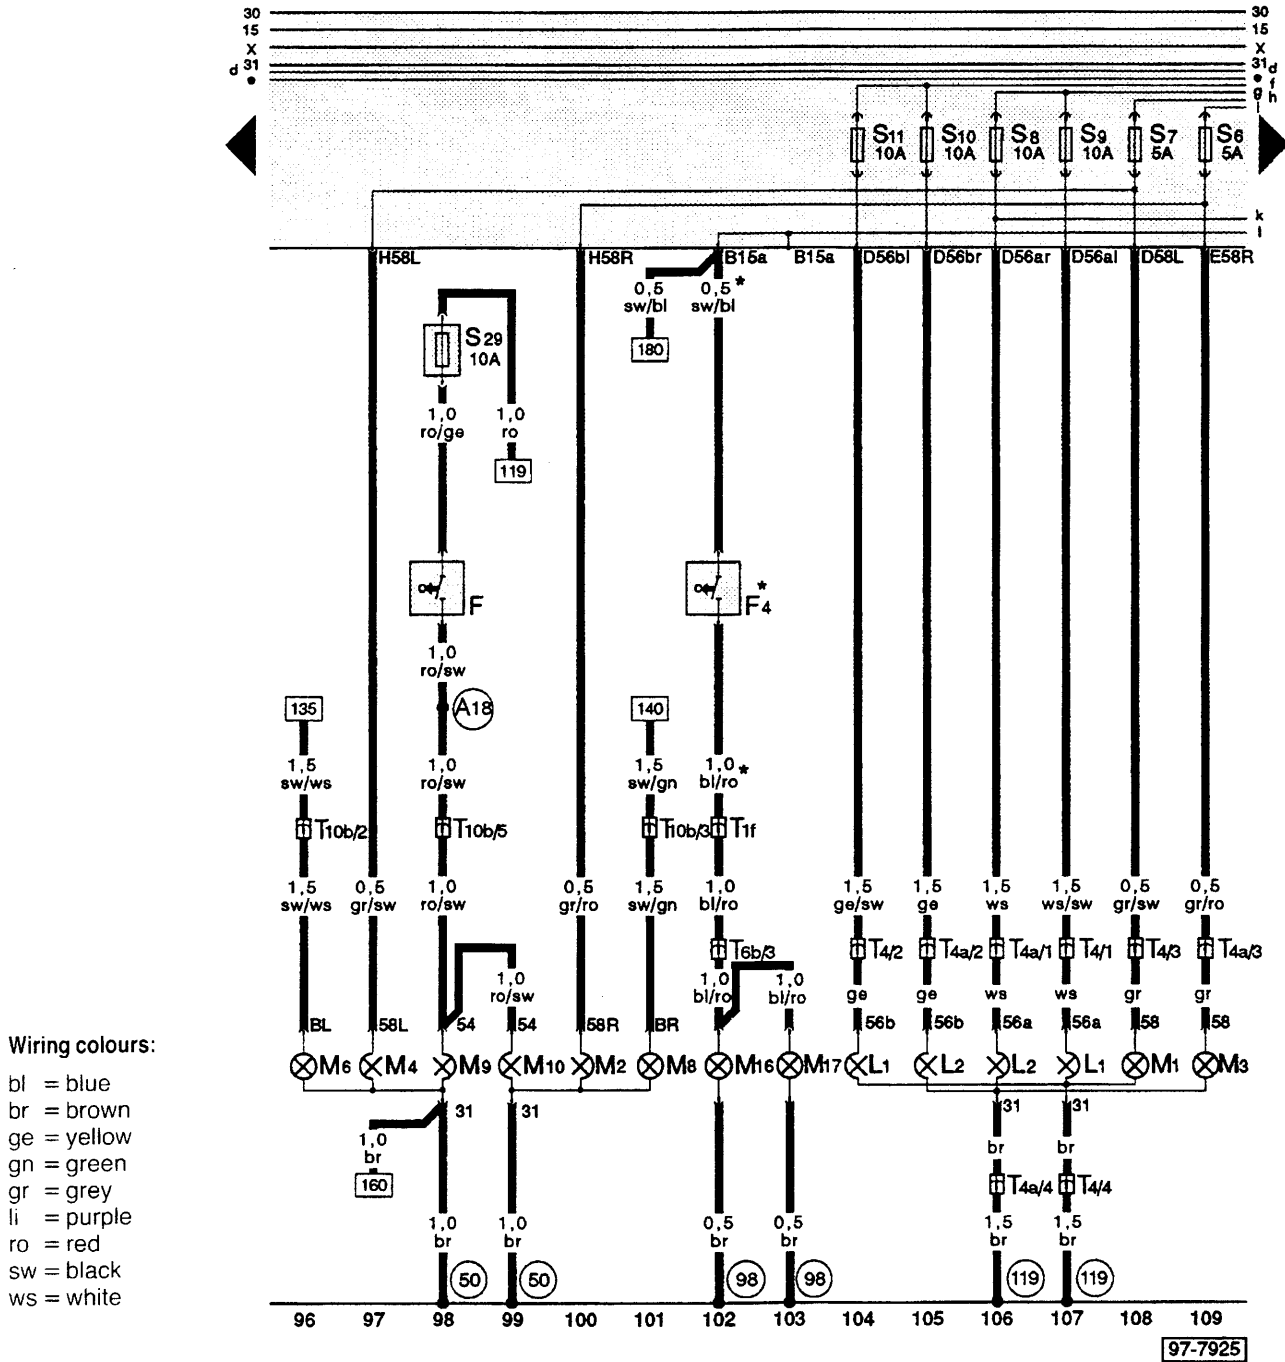 30 30
15 15
X X
31 31
d d
f
g h
S11 S10 S8 S9 S7 S6
10A 10A 10A 10A 5A 5A
k
l
H58L H58R B15a B15a D56bl D56br D56ar D56al D58L E58R
0,5 0,5 *
sw/bl sw/bl
S29
10A
180
1,0 1,0
ro/ge ro
119
F F4 *
1,0
ro/sw
135 A18 140
1,5 1,0 1,5 1,0 *
sw/ws ro/sw sw/gn bl/ro
T10b/2 T10b/5 T10b/3 T1f
1,5 0,5 1,0 0,5 1,5 1,0 1,5 1,5 1,5 1,5 0,5 0,5
sw/ws gr/sw ro/sw gr/ro sw/gn bl/ro ge/sw ge ws ws/sw gr/sw gr/ro
T6b/3 T4/2 T4a/2 T4a/1 T4/1 T4/3 T4a/3
1,0 1,0 1,0
ro/sw bl/ro bl/ro ge ge ws ws gr gr
BL 58L 54 54 58R BR 56b 56b 56a 56a 58 58
M6 M4 M9 M10 M2 M8 M16 M17 L1 L2 L2 L1 M1 M3
31 31 31 31
1,0
br br br
160 T4a/4 T4/4
1,0 1,0 0,5 0,5 1,5 1,5
br br br br br br
50 50 98 98 119 119
96 97 98 99 100 101 102 103 104 105 106 107 108 109
97-7925
Wiring colours:
bl = blue
br = brown
ge = yellow
gn = green
gr = grey
li = purple
ro = red
sw = black
ws = white